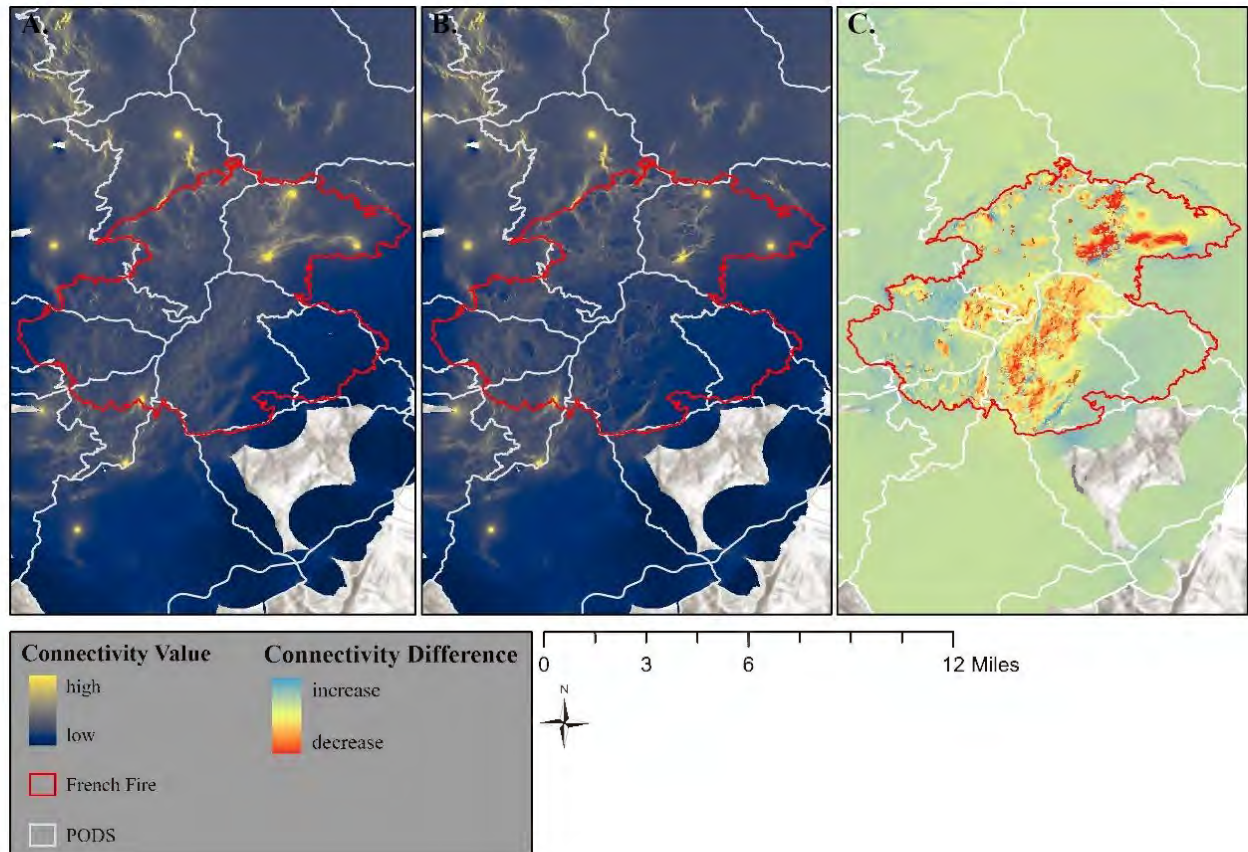 A.
B.
C.
Connectivity Value
high
low
French Fire
PODS
Connectivity Difference
increase
decrease
0 3 6 12 Miles
N